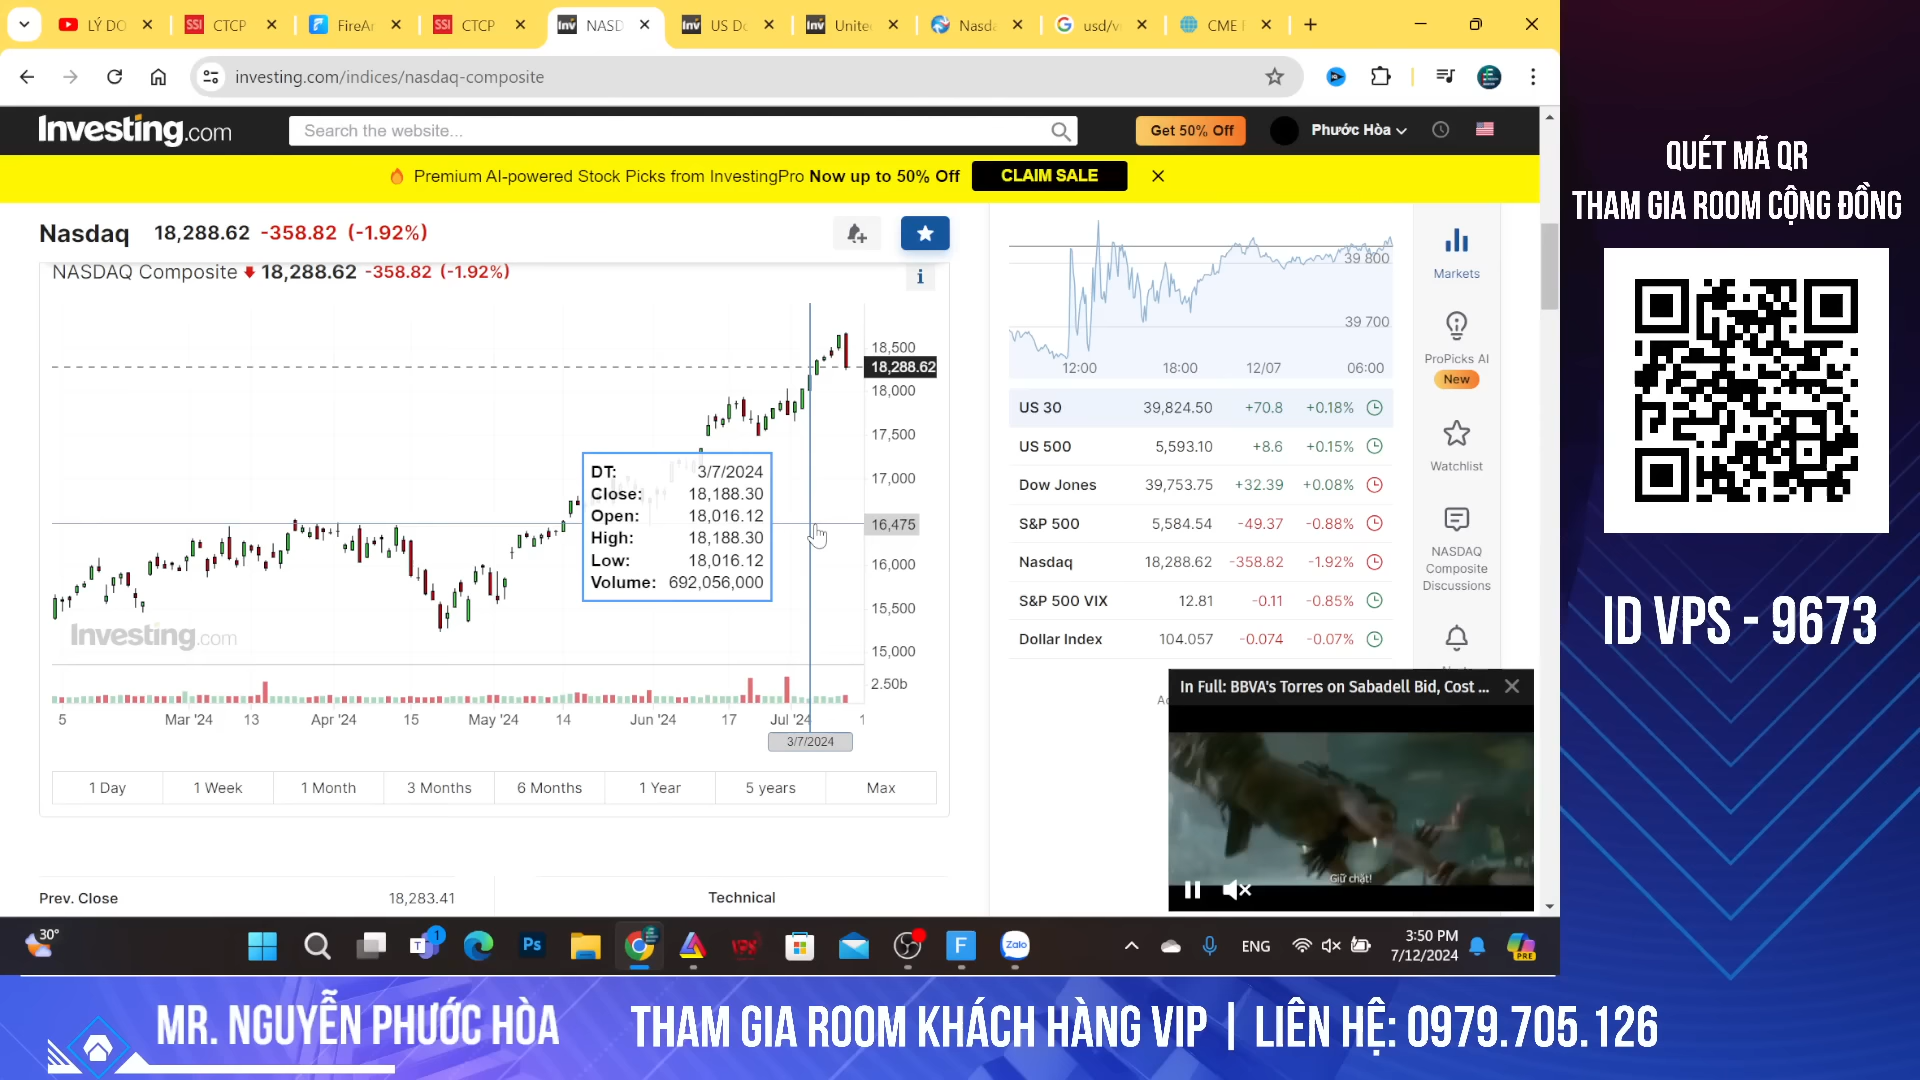 LÝ DO
CTCP
FireAr
CTCP
NASD
US Do
Unite
Nasda
usd/v
CME F
investing.com/indices/nasdaq-composite
Investing.com
Search the website...
Get 50% Off
Phước Hòa
Premium AI-powered Stock Picks from InvestingPro Now up to 50% Off
CLAIM SALE
Nasdaq 18,288.62 -358.82 (-1.92%)
NASDAQ Composite 18,288.62 -358.82 (-1.92%)
18,500
18,288.62
18,000
17,500
17,000
16,475
16,000
15,500
15,000
2.50b
DT: 3/7/2024
Close: 18,188.30
Open: 18,016.12
High: 18,188.30
Low: 18,016.12
Volume: 692,056,000
Investing.com
5 Mar '24 13 Apr '24 15 May '24 14 Jun '24 17 Jul '24 1
3/7/2024
1 Day 1 Week 1 Month 3 Months 6 Months 1 Year 5 years Max
Prev. Close 18,283.41
Technical
39 800
39 700
12:00 18:00 12/07 06:00
US 30 39,824.50 +70.8 +0.18%
US 500 5,593.10 +8.6 +0.15%
Dow Jones 39,753.75 +32.39 +0.08%
S&P 500 5,584.54 -49.37 -0.88%
Nasdaq 18,288.62 -358.82 -1.92%
S&P 500 VIX 12.81 -0.11 -0.85%
Dollar Index 104.057 -0.074 -0.07%
Markets
ProPicks AI
New
Watchlist
NASDAQ
Composite
Discussions
In Full: BBVA's Torres on Sabadell Bid, Cost ...
Giữ chặt!
30°
1
Ps
F
Zalo
ENG
3:50 PM
7/12/2024
PRE
QUÉT MÃ QR
THAM GIA ROOM CỘNG ĐỒNG
ID VPS - 9673
MR. NGUYỄN PHƯỚC HÒA
THAM GIA ROOM KHÁCH HÀNG VIP | LIÊN HỆ: 0979.705.126